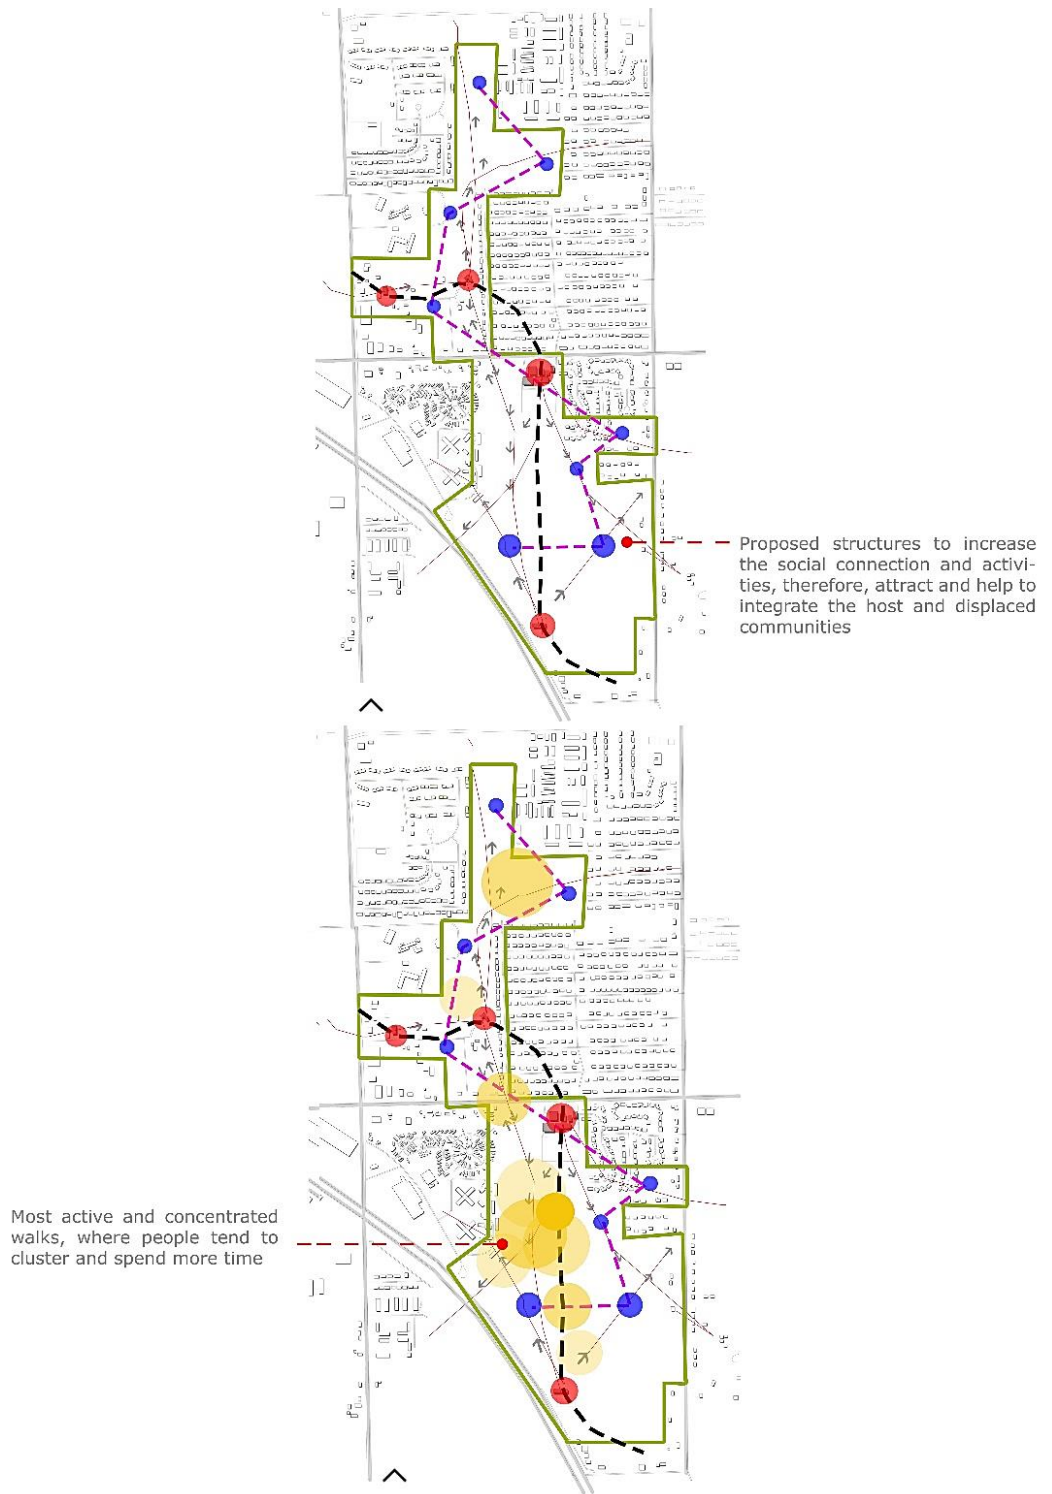 Proposed structures to increase
the social connection and activi-
ties, therefore, attract and help to
integrate the host and displaced
communities
Most active and concentrated
walks, where people tend to
cluster and spend more time